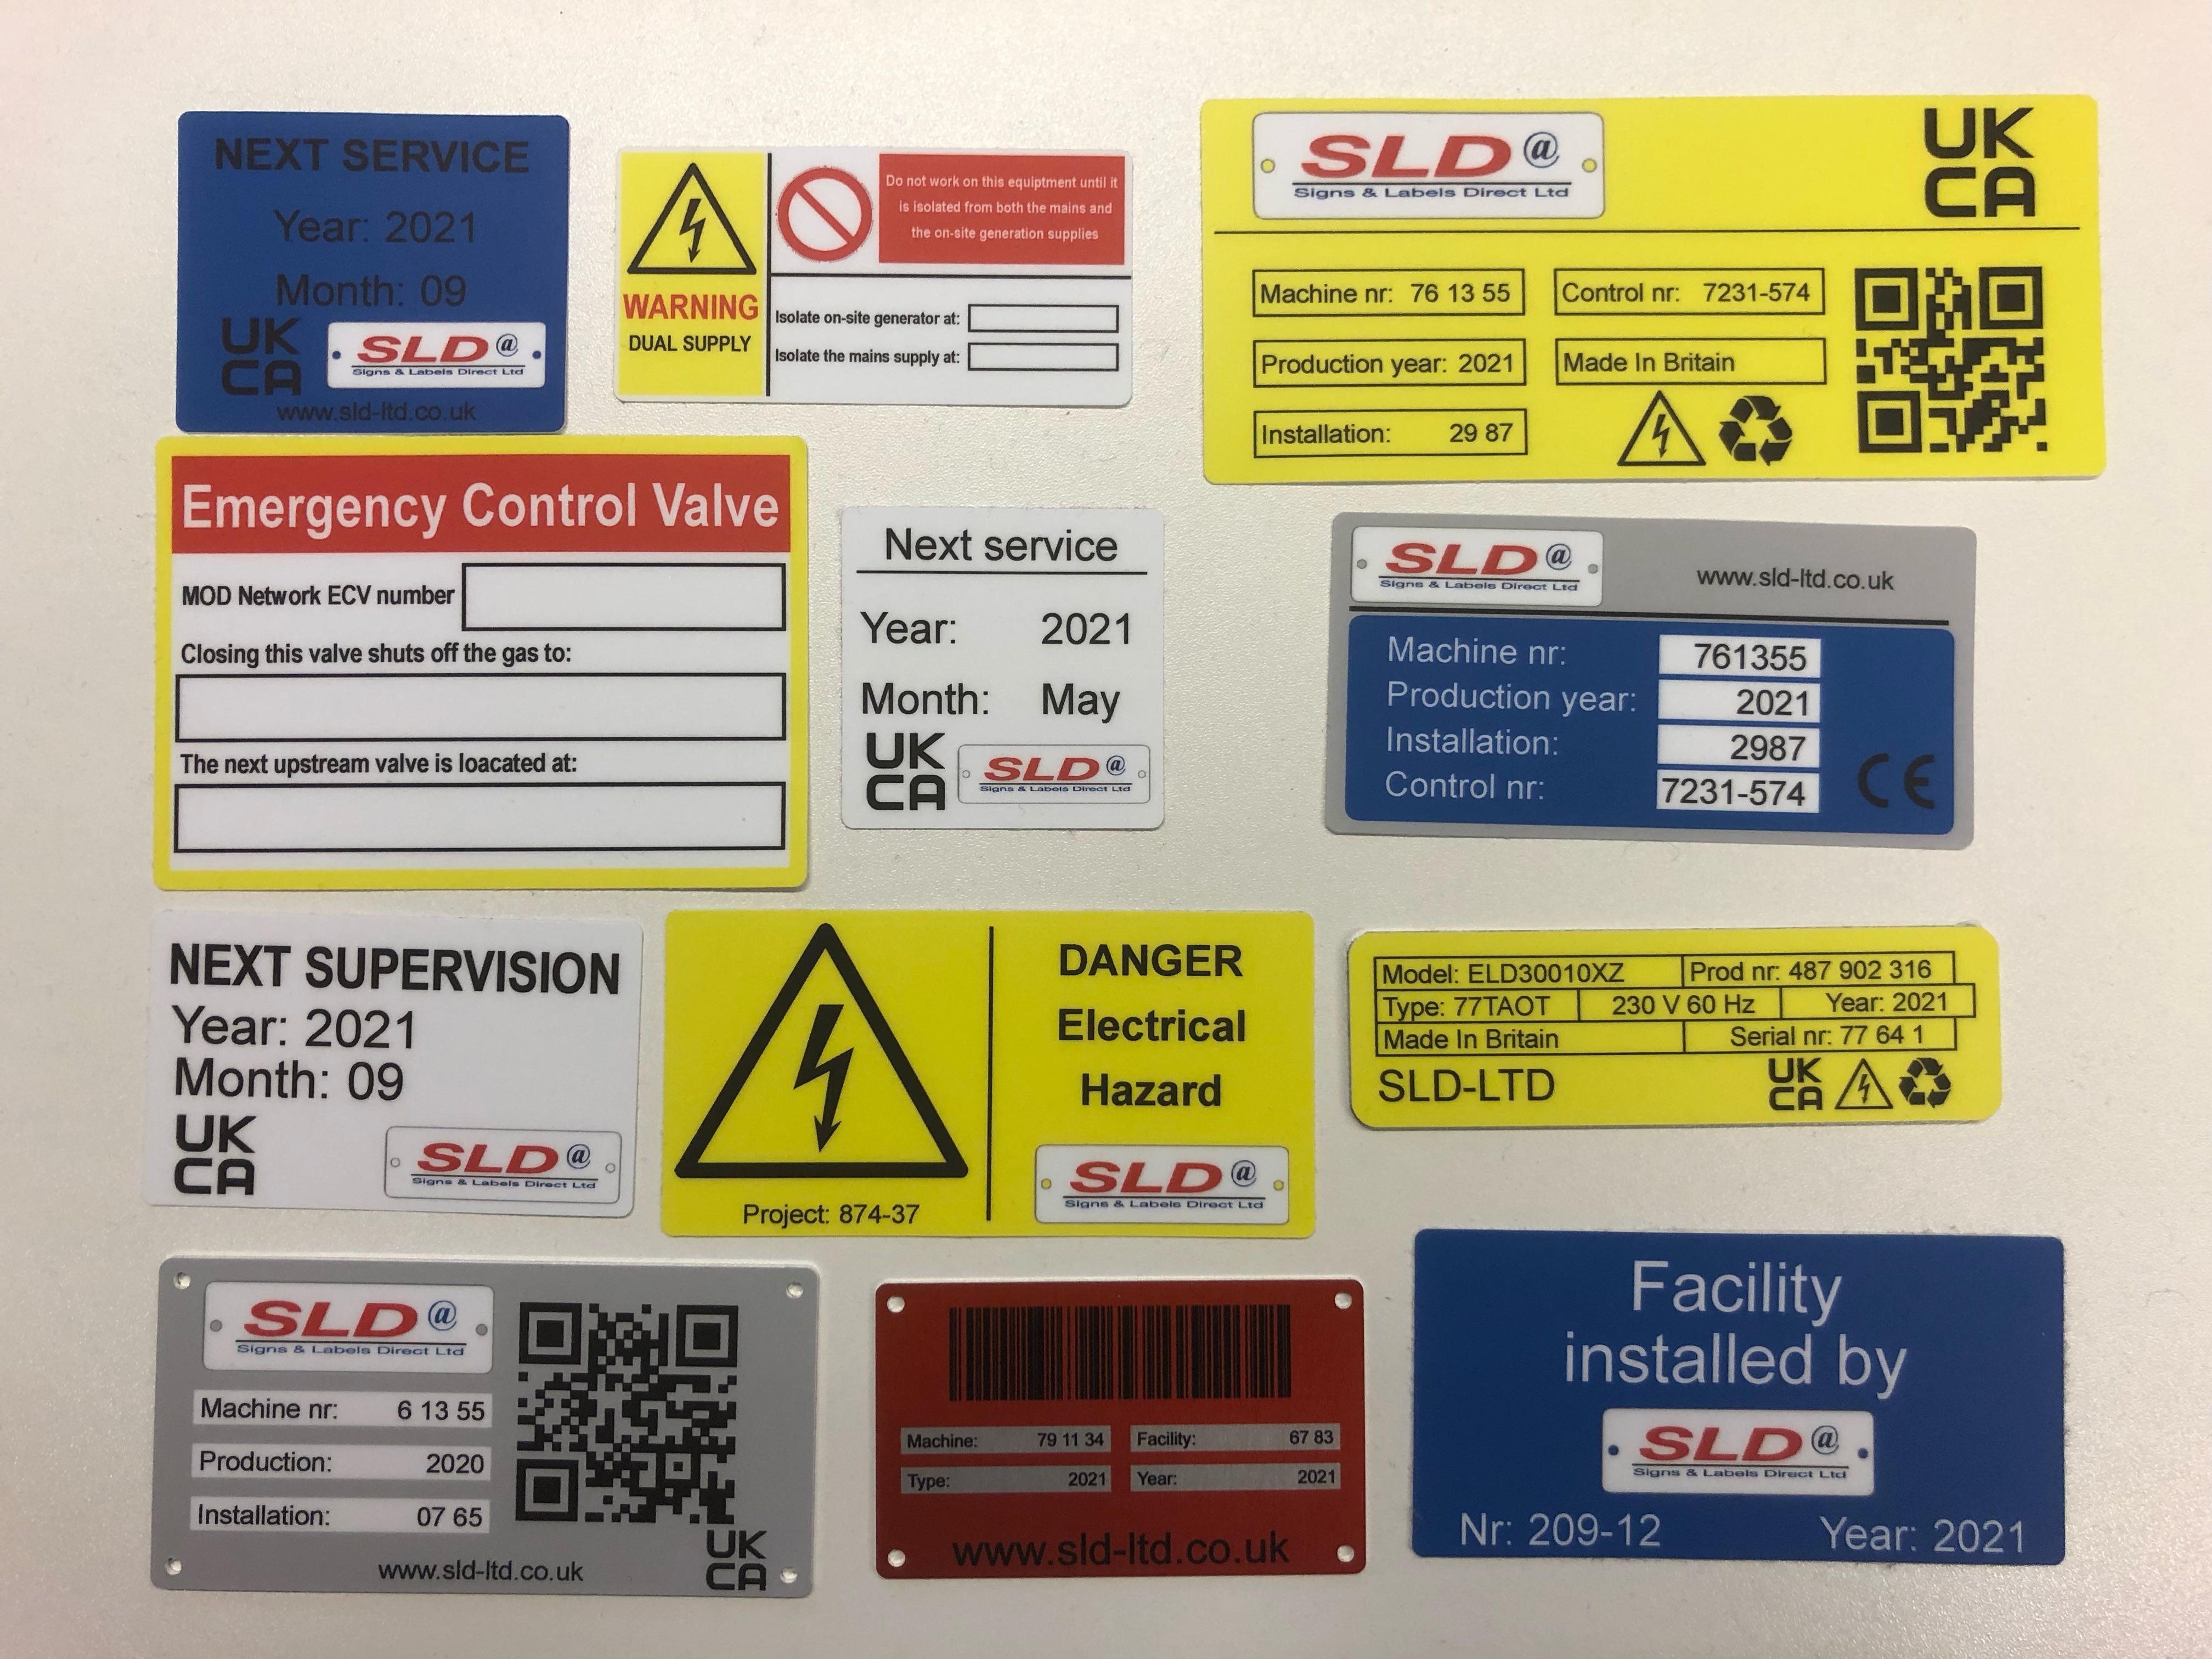 NEXT SERVICE
Year: 2021
Month: 09
UK
CA
SLD@
Signs & Labels Direct Ltd
www.sld-ltd.co.uk
WARNING
DUAL SUPPLY
Do not work on this equiptment until it
is isolated from both the mains and
the on-site generation supplies
Isolate on-site generator at:
Isolate the mains supply at:
SLD@
Signs & Labels Direct Ltd
UK
CA
Machine nr: 76 13 55
Control nr: 7231-574
Production year: 2021
Made In Britain
Installation: 29 87
Emergency Control Valve
MOD Network ECV number
Closing this valve shuts off the gas to:
The next upstream valve is loacated at:
Next service
Year: 2021
Month: May
UK
CA
SLD@
Signs & Labels Direct Ltd
SLD@
Signs & Labels Direct Ltd
www.sld-ltd.co.uk
Machine nr: 761355
Production year: 2021
Installation: 2987
Control nr: 7231-574
CE
NEXT SUPERVISION
Year: 2021
Month: 09
UK
CA
SLD@
Signs & Labels Direct Ltd
DANGER
Electrical
Hazard
Project: 874-37
SLD@
Signs & Labels Direct Ltd
Model: ELD30010XZ Prod nr: 487 902 316
Type: 77TAOT 230 V 60 Hz Year: 2021
Made In Britain Serial nr: 77 64 1
SLD-LTD
UK
CA
SLD@
Signs & Labels Direct Ltd
Machine nr: 6 13 55
Production: 2020
Installation: 07 65
www.sld-ltd.co.uk
UK
CA
Machine: 79 11 34 Facility: 67 83
Type: 2021 Year: 2021
www.sld-ltd.co.uk
Facility
installed by
SLD@
Signs & Labels Direct Ltd
Nr: 209-12 Year: 2021